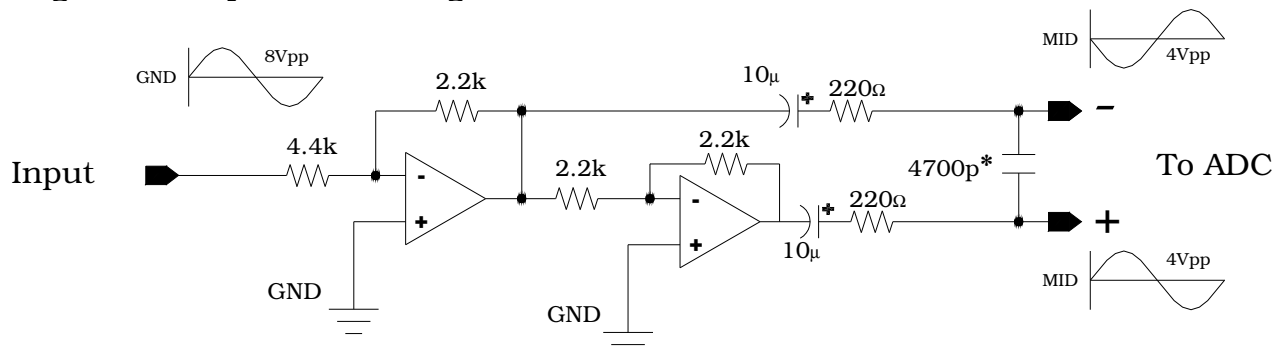 8Vpp
GND
2.2k
10µ
+
220Ω
MID
4Vpp
−
4.4k
Input
-
+
GND
2.2k
2.2k
-
+
GND
4700p*
To ADC
10µ
+
220Ω
+
MID
4Vpp